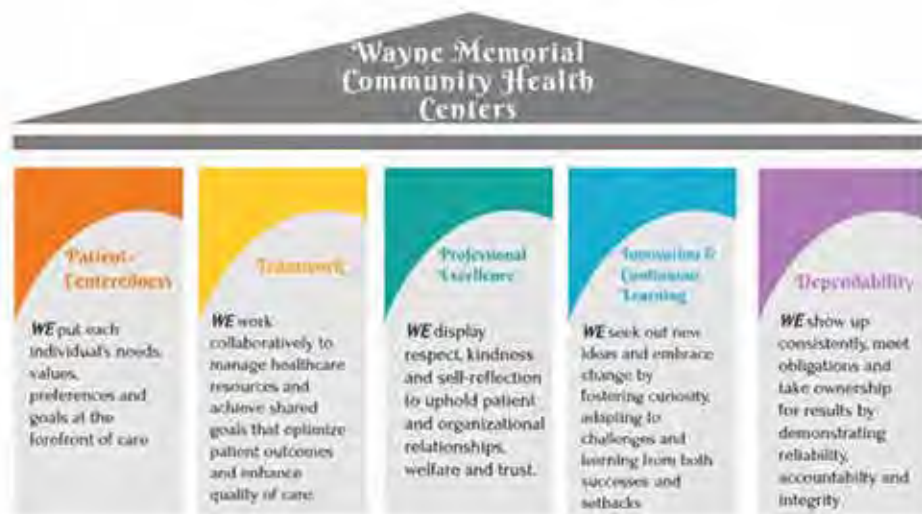 Wayne Memorial
Community Health
Centers
Patient-
Centeredness
WE put each
individual's needs,
values,
preferences and
goals at the
forefront of care
Teamwork
WE work
collaboratively to
manage healthcare
resources and
achieve shared
goals that optimize
patient outcomes
and enhance
quality of care
Professional
Excellence
WE display
respect, kindness
and self-reflection
to uphold patient
and organizational
relationships,
welfare and trust.
Innovation &
Continuous
Learning
WE seek out new
ideas and embrace
change by
fostering curiosity,
adapting to
challenges and
learning from both
successes and
setbacks
Dependability
WE show up
consistently, meet
obligations and
take ownership
for results by
demonstrating
reliability,
accountability and
integrity